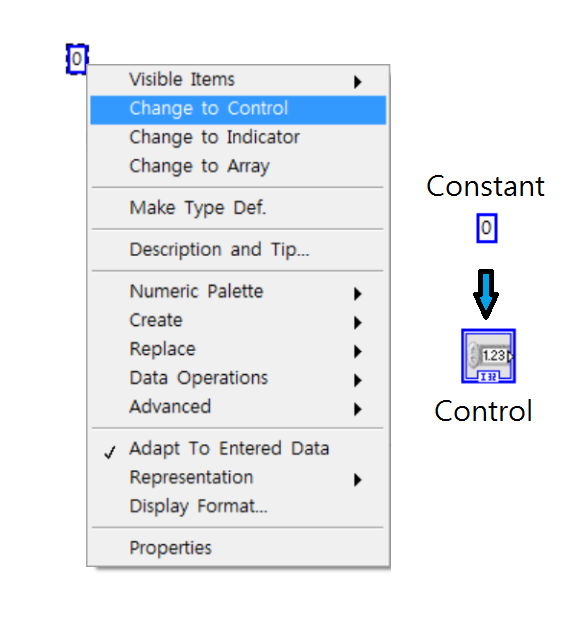 0
Visible Items
Change to Control
Change to Indicator
Change to Array
Make Type Def.
Description and Tip...
Numeric Palette
Create
Replace
Data Operations
Advanced
Adapt To Entered Data
Representation
Display Format...
Properties
Constant
0
1.23
I32
Control